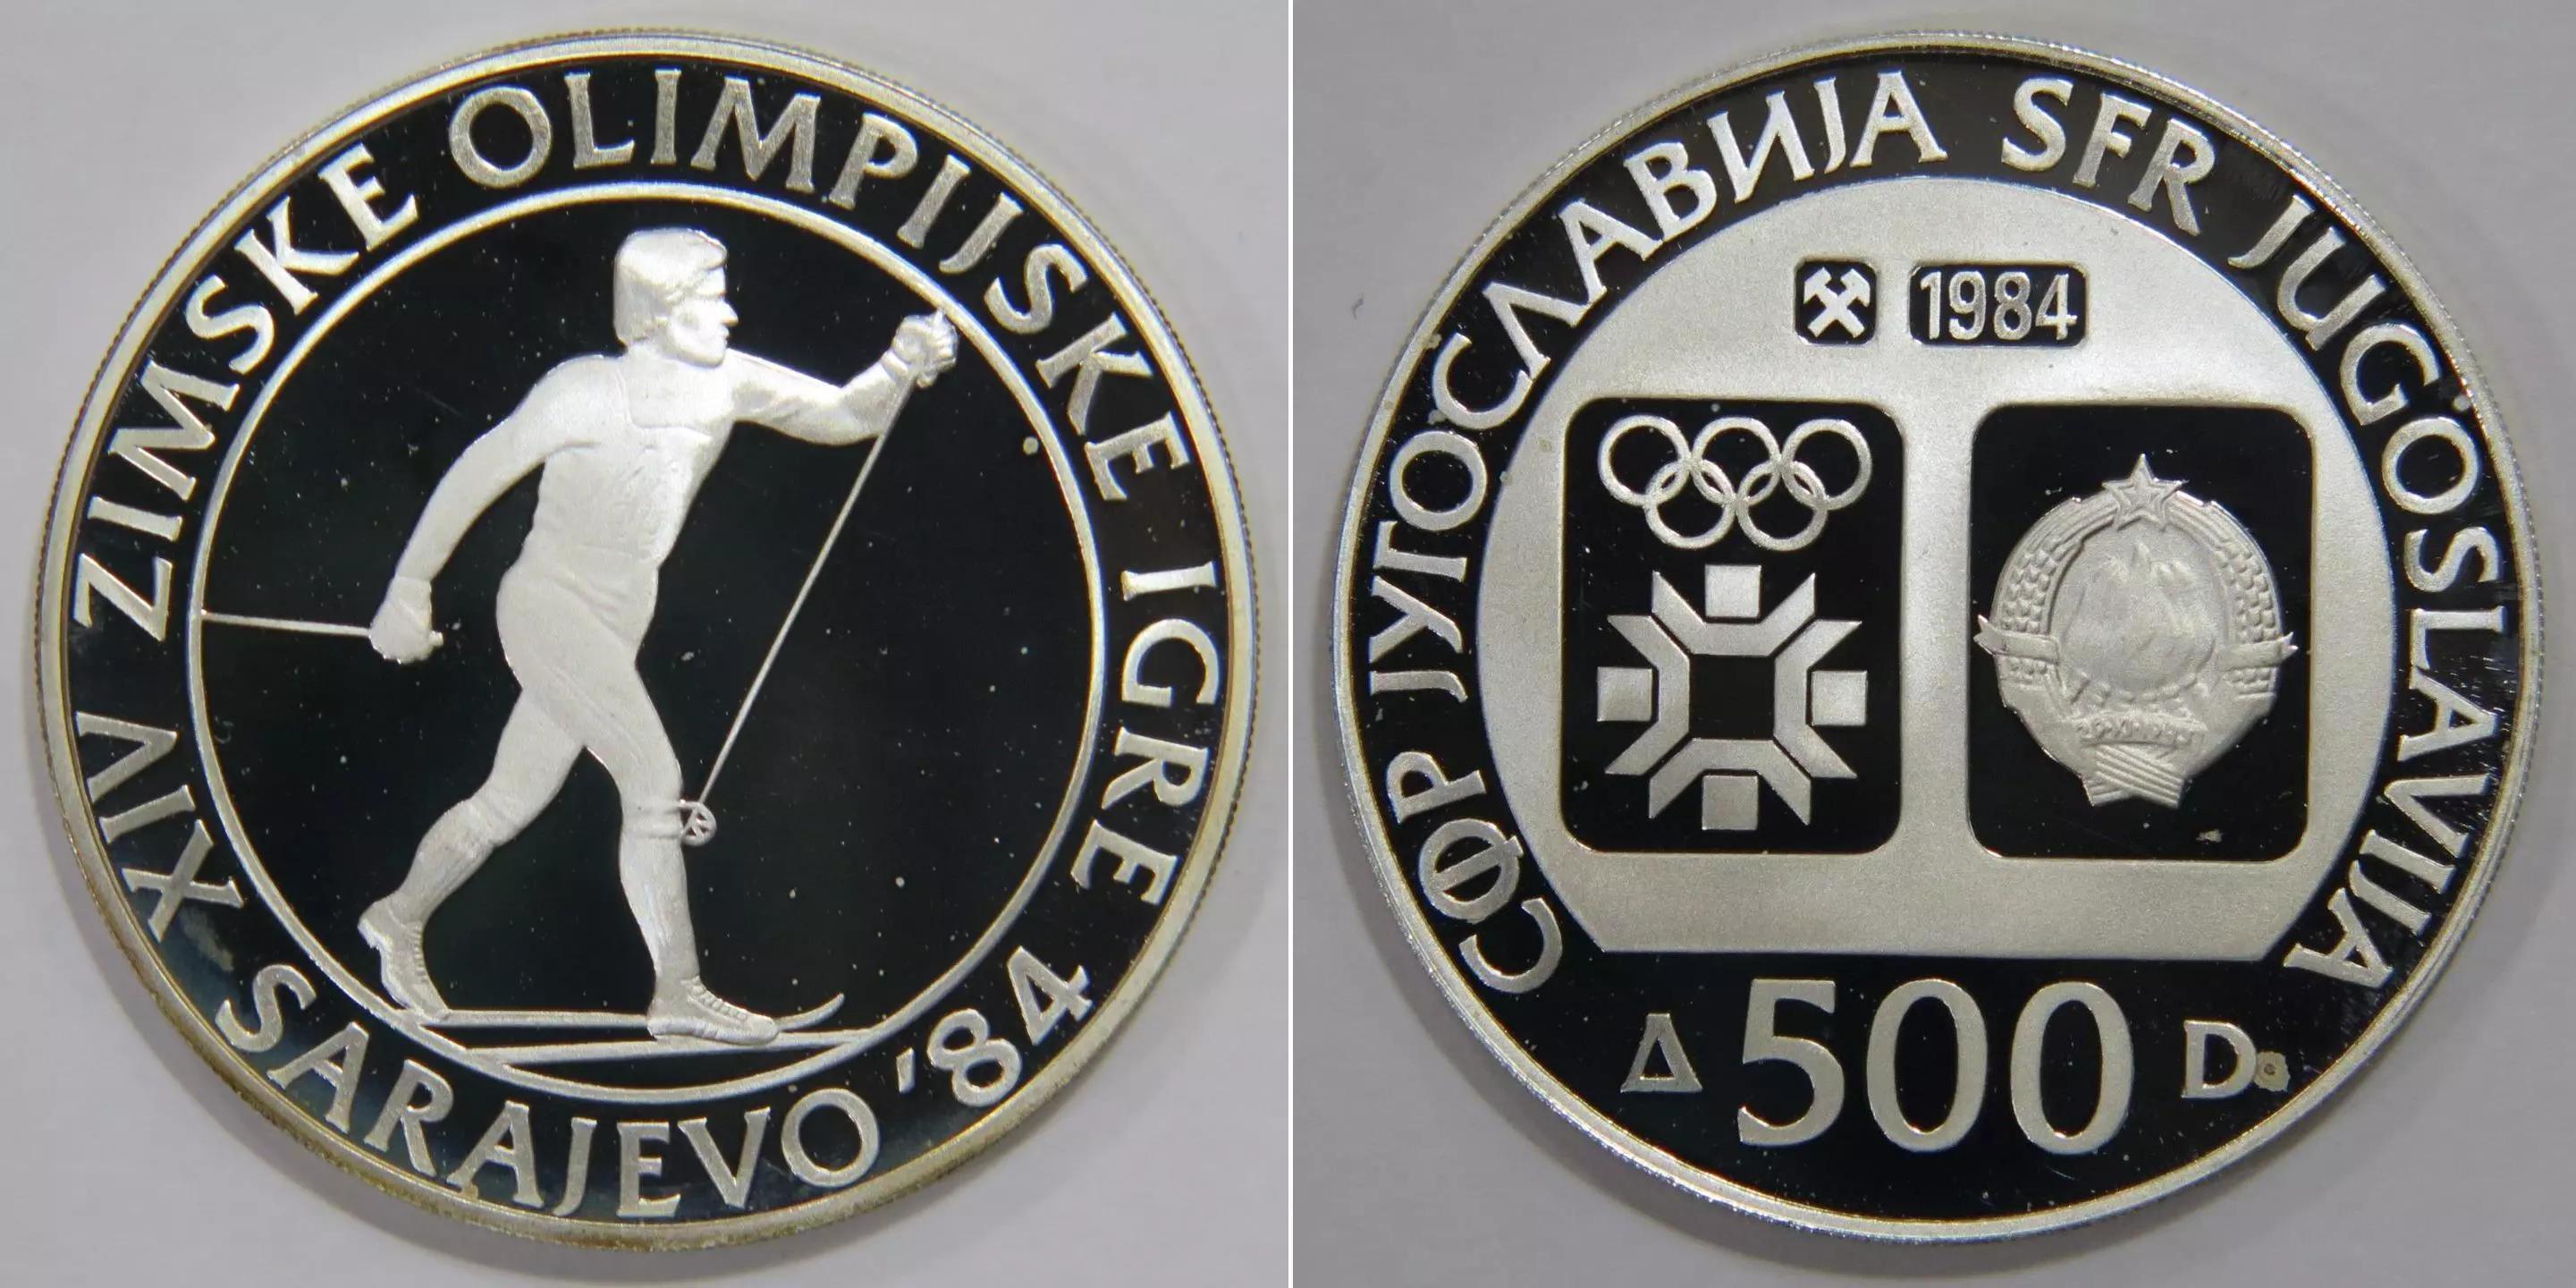 XIV ZIMSKE OLIMPIJSKE IGRE
SARAJEVO '84
СФР ЈУГОСЛАВИЈА SFR JUGOSLAVIJA
1984
Д 500 D